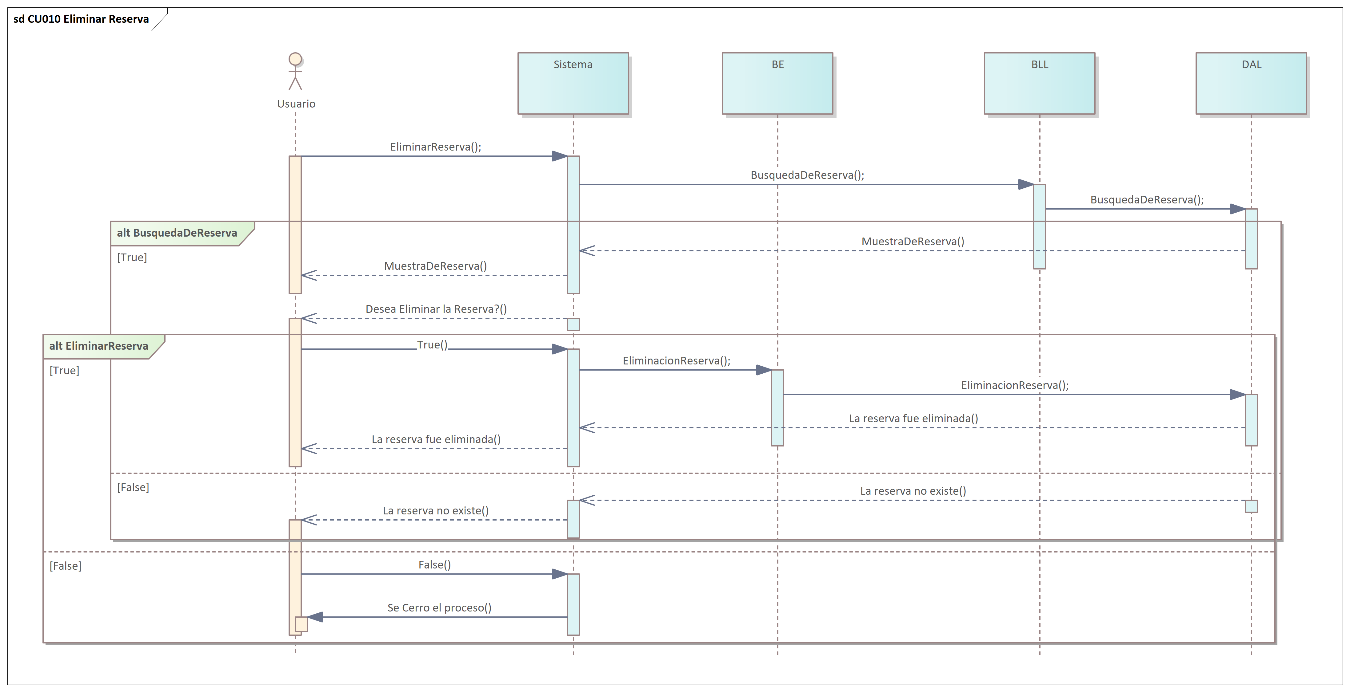 sd CU010 Eliminar Reserva
Usuario
Sistema
BE
BLL
DAL
EliminarReserva();
BusquedaDeReserva();
BusquedaDeReserva();
alt BusquedaDeReserva
[True]
MuestraDeReserva()
MuestraDeReserva()
Desea Eliminar la Reserva?()
alt EliminarReserva
[True]
True()
EliminacionReserva();
EliminacionReserva();
La reserva fue eliminada()
La reserva fue eliminada()
[False]
La reserva no existe()
La reserva no existe()
[False]
False()
Se Cerro el proceso()